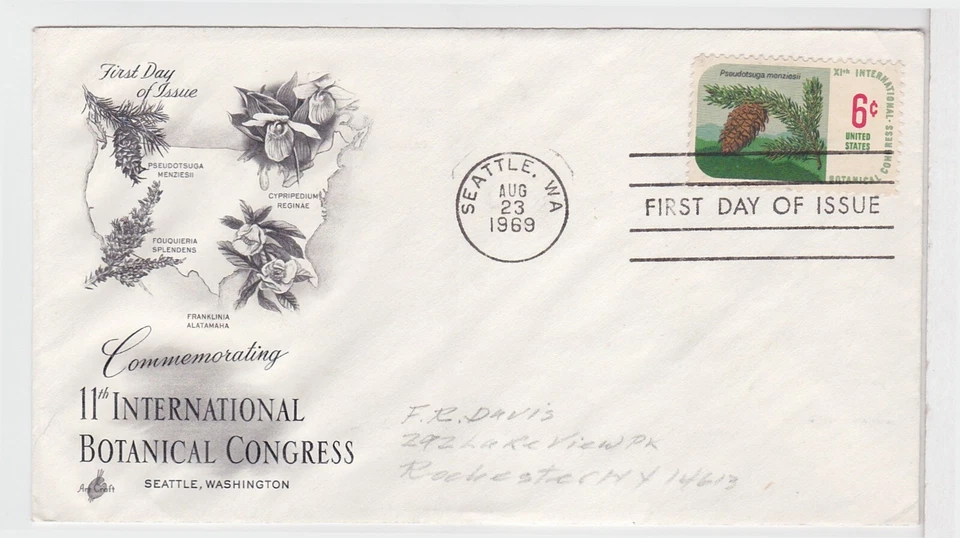 First Day
of Issue
PSEUDOTSUGA
MENZIESII
CYPRIPEDIUM
REGINAE
FOUQUIERIA
SPLENDENS
FRANKLINIA
ALATAMAHA
Commemorating
11th INTERNATIONAL
BOTANICAL CONGRESS
SEATTLE, WASHINGTON
ArtCraft
SEATTLE, WA
AUG
23
1969
Pseudotsuga menziesii
XIth INTERNATIONAL BOTANICAL CONGRESS
6¢
UNITED
STATES
FIRST DAY OF ISSUE
F.R. Davis
292 Lake View Pk
Rochester NY 14613